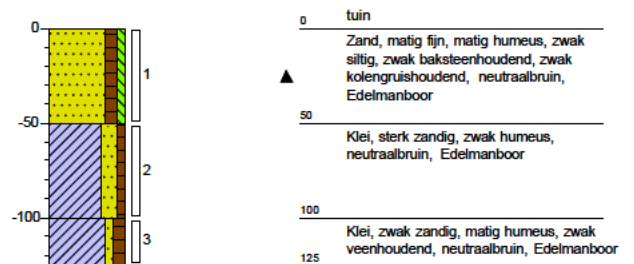 0
-50
-100
1
2
3
0 tuin
Zand, matig fijn, matig humeus, zwak
siltig, zwak baksteenhoudend, zwak
kolengruishoudend, neutraalbruin,
Edelmanboor
50
Klei, sterk zandig, zwak humeus,
neutraalbruin, Edelmanboor
100
Klei, zwak zandig, matig humeus, zwak
veenhoudend, neutraalbruin, Edelmanboor
125